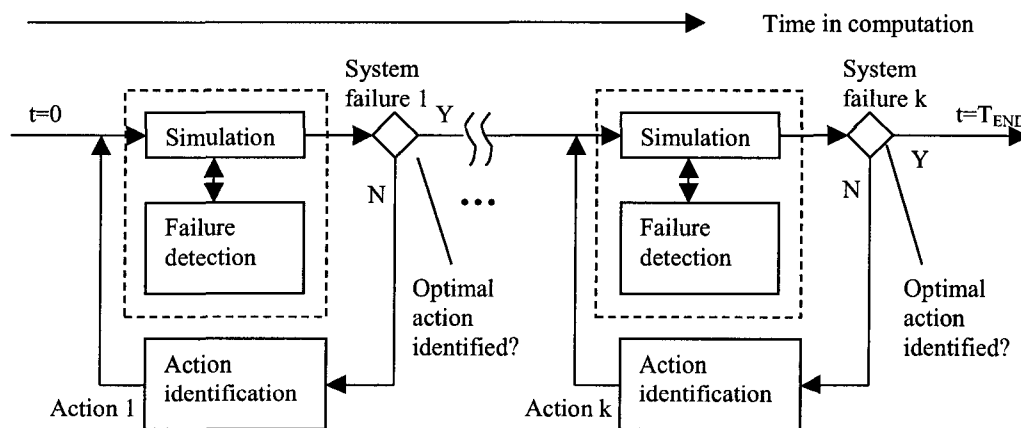 Time in computation
System
failure 1
System
failure k
t=0
Simulation
Y
Simulation
t=T_END
Y
N
N
Failure
detection
...
Failure
detection
Optimal
action
identified?
Optimal
action
identified?
Action
identification
Action 1
Action
identification
Action k